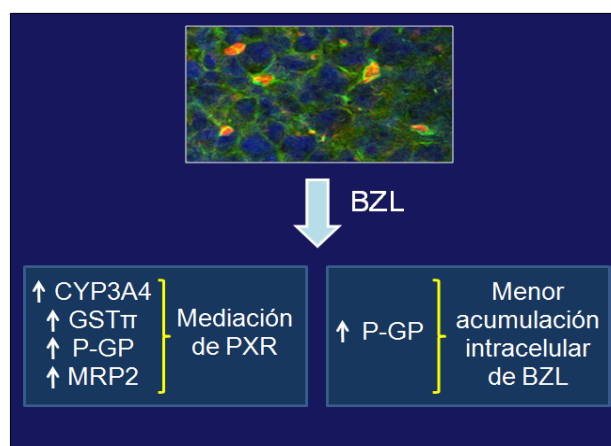 BZL
↑ CYP3A4
↑ GSTπ
↑ P-GP
↑ MRP2
Mediación
de PXR
↑ P-GP
Menor
acumulación
intracelular
de BZL